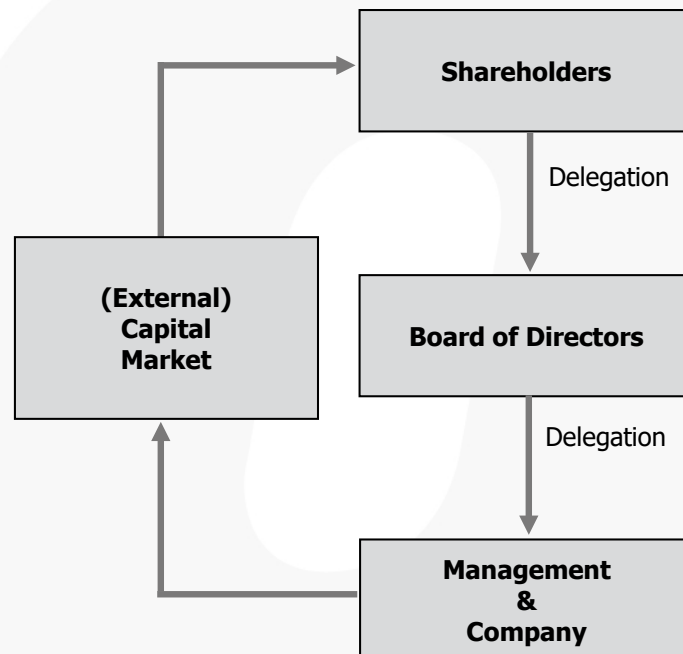 Shareholders
Delegation
(External)
Capital
Market
Board of Directors
Delegation
Management
&
Company